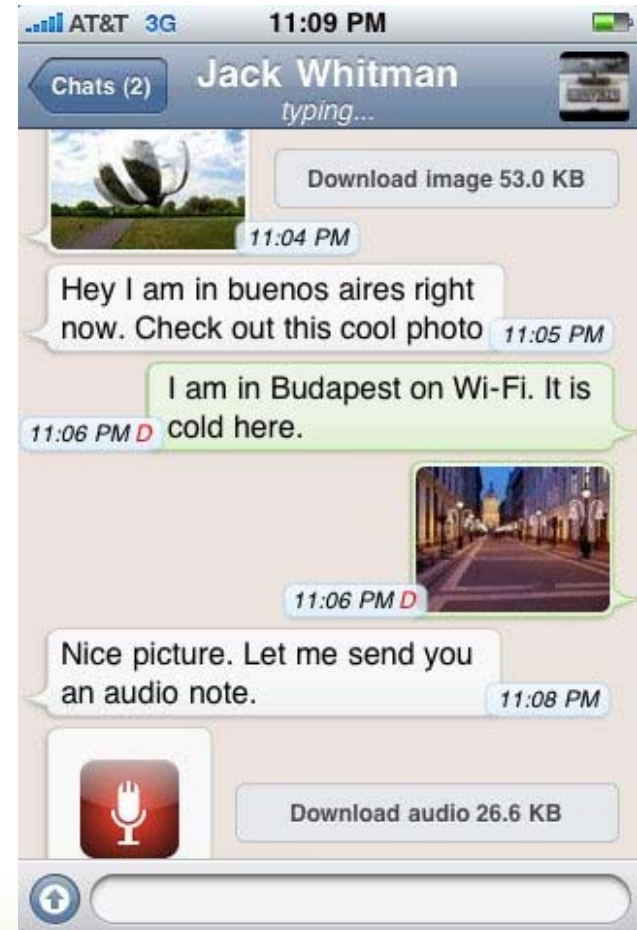 AT&T 3G 11:09 PM
Chats (2) Jack Whitman
typing...
Download image 53.0 KB
11:04 PM
Hey I am in buenos aires right
now. Check out this cool photo 11:05 PM
I am in Budapest on Wi-Fi. It is
11:06 PM D cold here.
11:06 PM D
Nice picture. Let me send you
an audio note. 11:08 PM
Download audio 26.6 KB